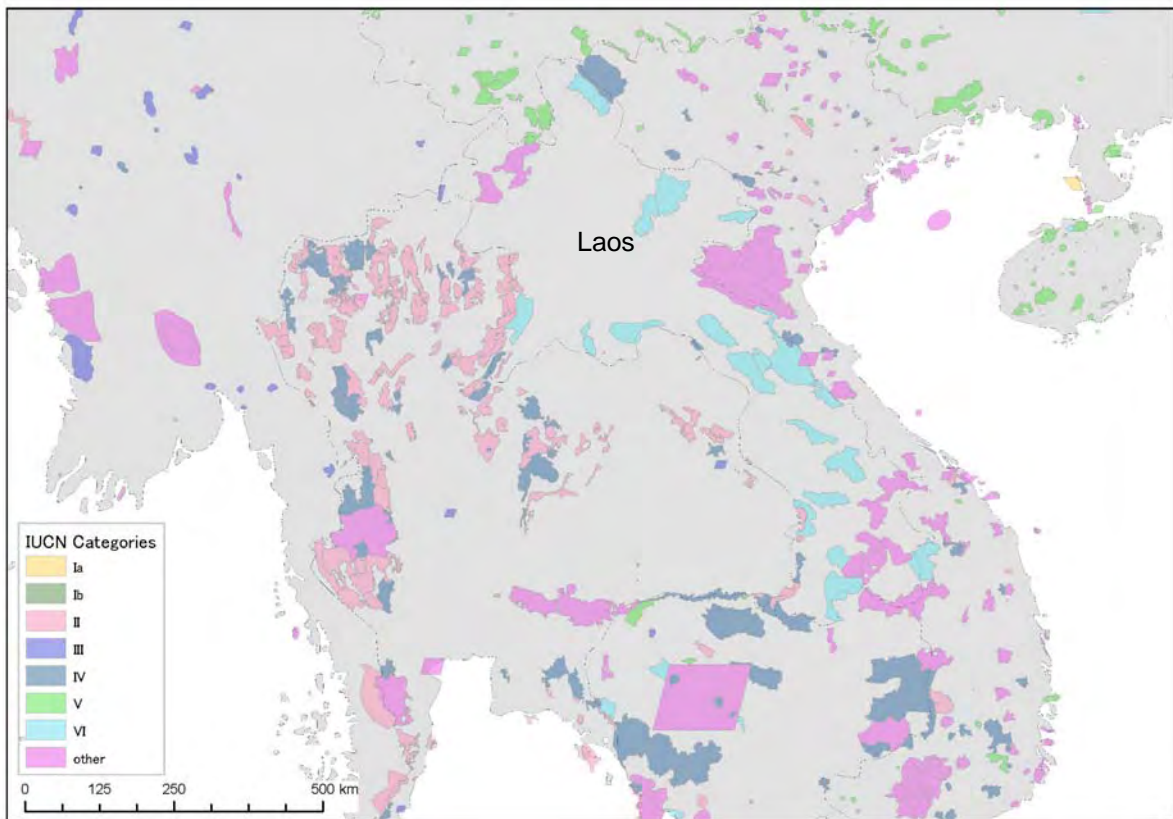 Laos
IUCN Categories
Ia
Ib
II
III
IV
V
VI
other
0 125 250 500 km